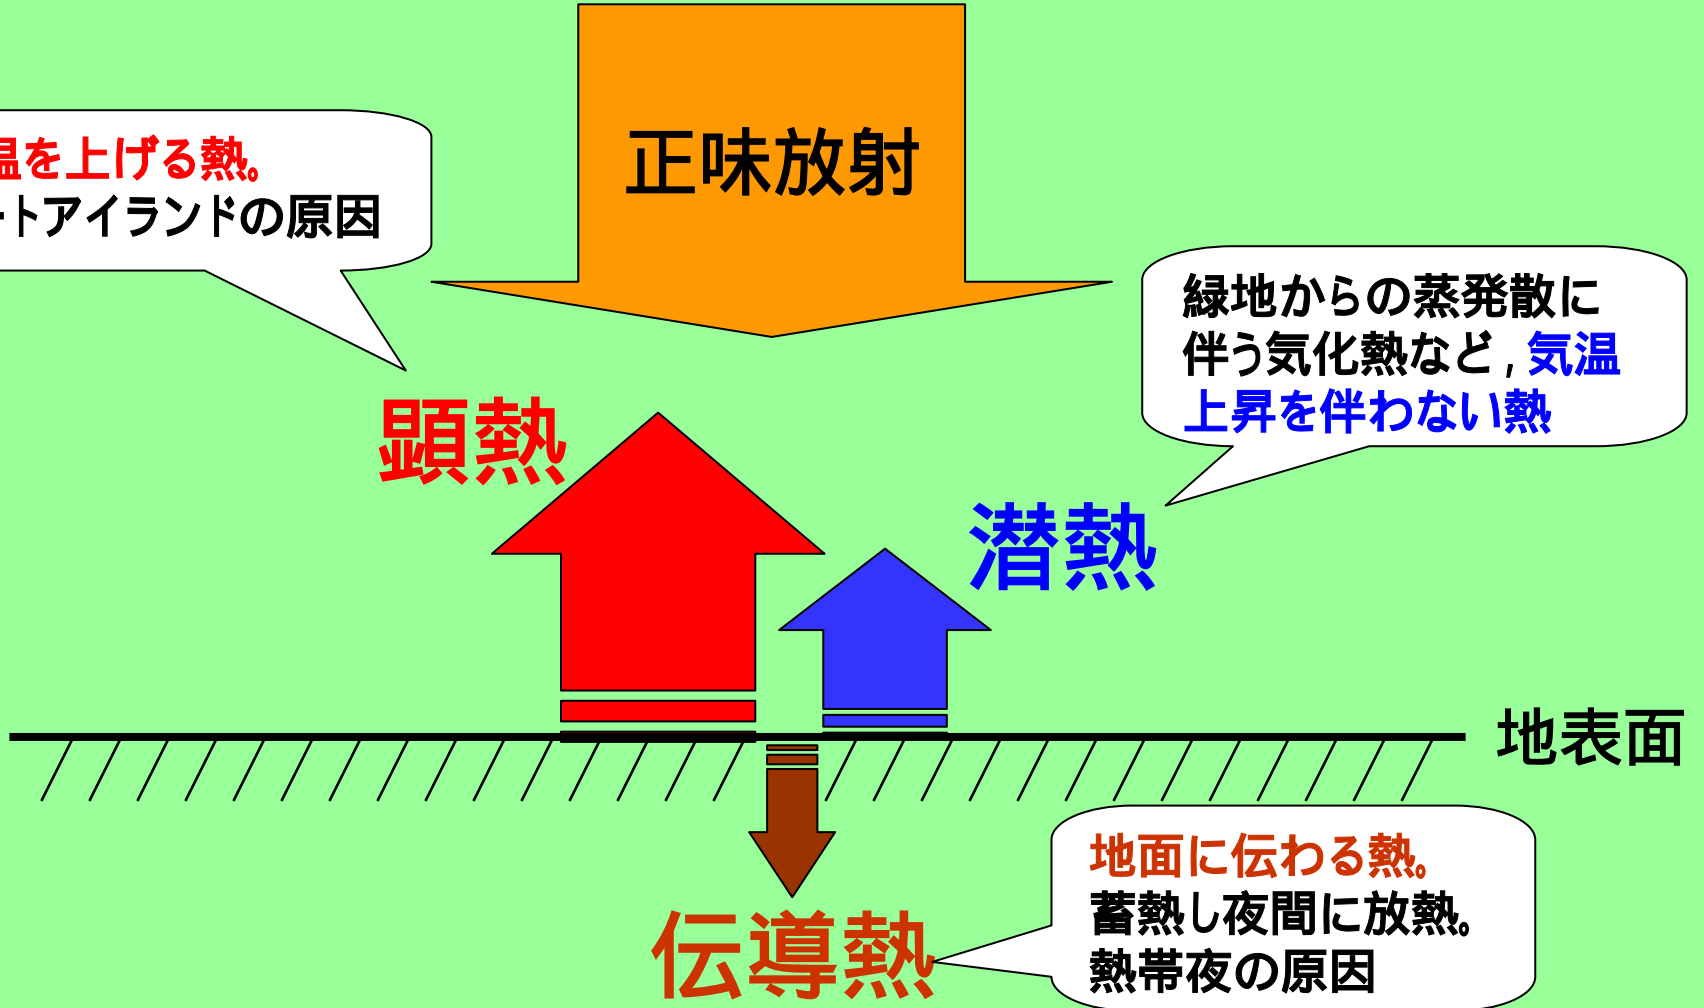 正味放射
温を上げる熱。
ートアイランドの原因
緑地からの蒸発散に
伴う気化熱など,気温
上昇を伴わない熱
顕熱
潜熱
地表面
地面に伝わる熱。
蓄熱し夜間に放熱。
熱帯夜の原因
伝導熱